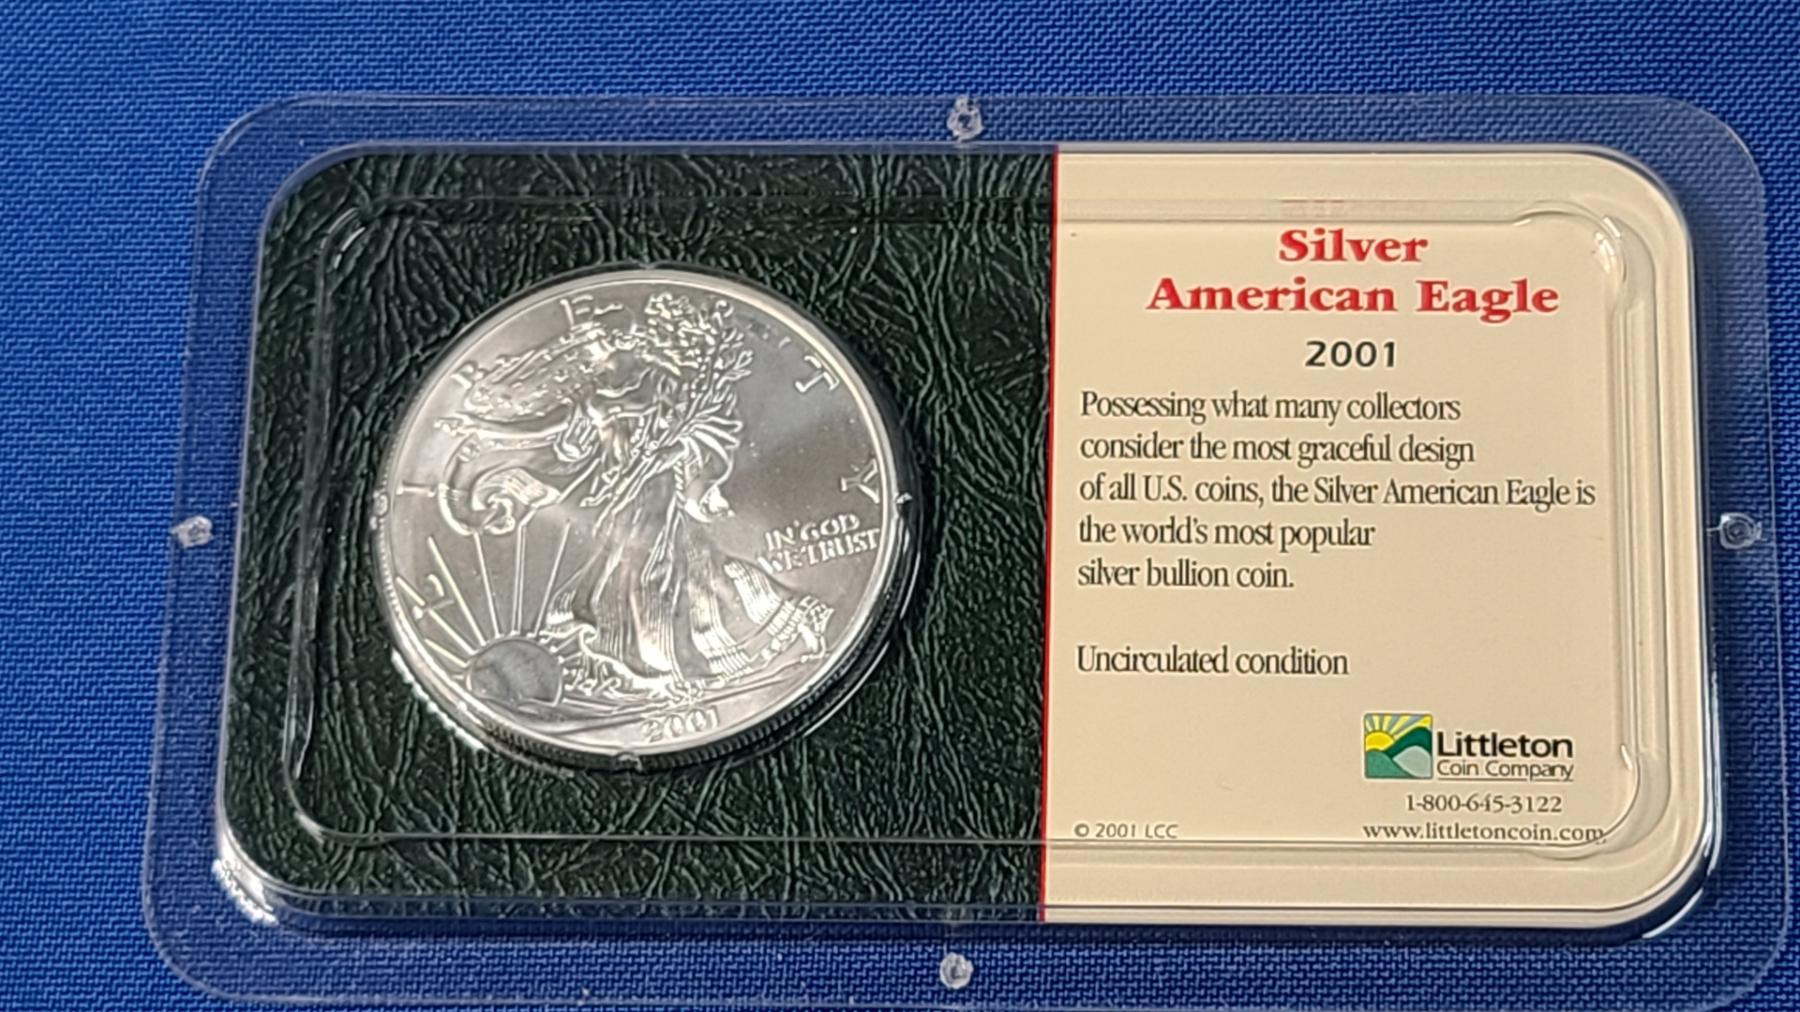 LIBERTY
IN GOD
WE TRUST
2001
Silver
American Eagle
2001
Possessing what many collectors
consider the most graceful design
of all U.S. coins, the Silver American Eagle is
the world's most popular
silver bullion coin.
Uncirculated condition
Littleton
Coin Company
1-800-645-3122
© 2001 LCC
www.littletoncoin.com